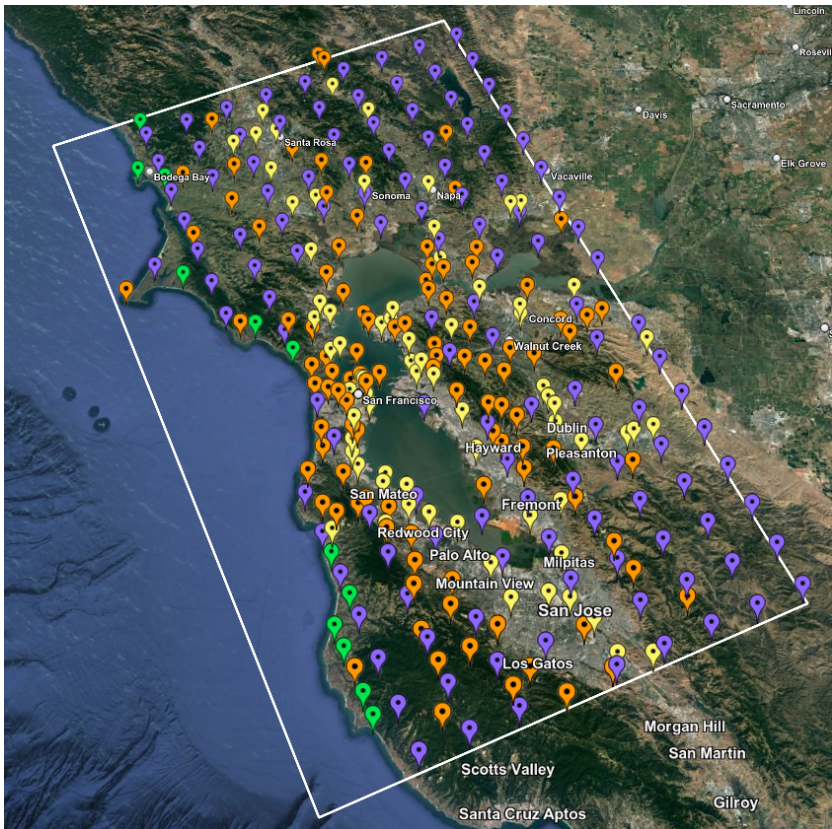 Lincoln
Rosevill
Davis
Sacramento
Elk Grove
Santa Rosa
Bodega Bay
Sonoma
Napa
Vacaville
Concord
Walnut Creek
San Francisco
Dublin
Hayward
Pleasanton
San Mateo
Fremont
Redwood City
Palo Alto
Milpitas
Mountain View
San Jose
Los Gatos
Morgan Hill
San Martin
Scotts Valley
Gilroy
Santa Cruz Aptos